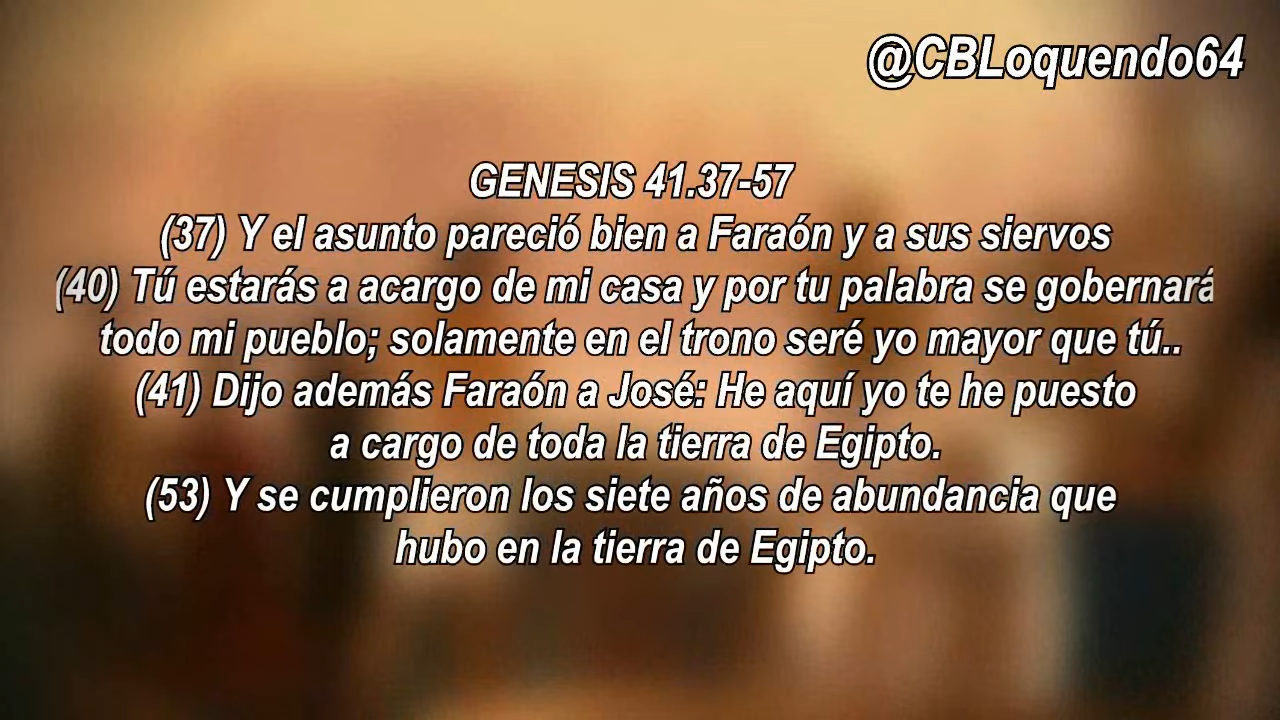 @CBLoquendo64
GENESIS 41.37-57
(37) Y el asunto pareció bien a Faraón y a sus siervos
(40) Tú estarás a acargo de mi casa y por tu palabra se gobernará
todo mi pueblo; solamente en el trono seré yo mayor que tú..
(41) Dijo además Faraón a José: He aquí yo te he puesto
a cargo de toda la tierra de Egipto.
(53) Y se cumplieron los siete años de abundancia que
hubo en la tierra de Egipto.